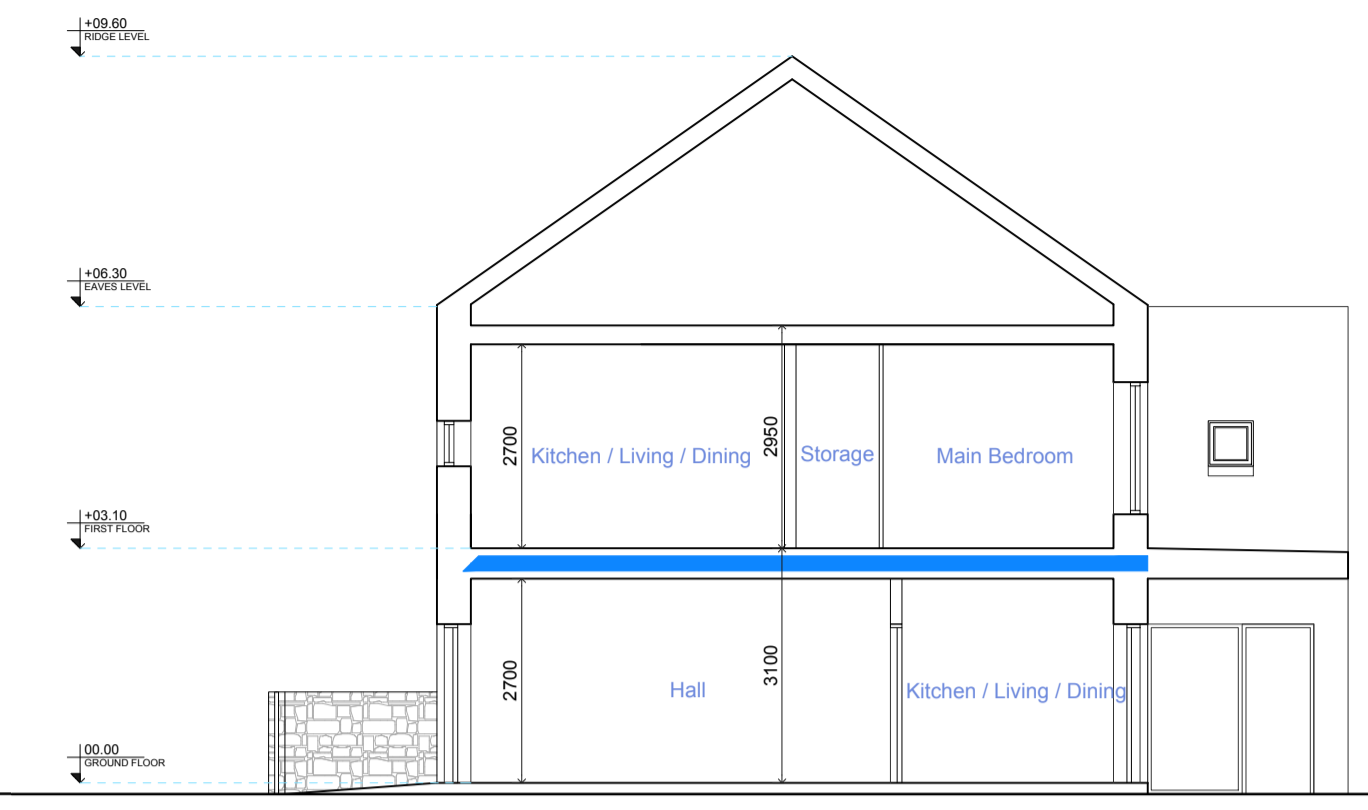 +09.60
RIDGE LEVEL
+06.30
EAVES LEVEL
2700
Kitchen / Living / Dining
2950
Storage
Main Bedroom
+03.10
FIRST FLOOR
2700
Hall
3100
Kitchen / Living / Dining
00.00
GROUND FLOOR